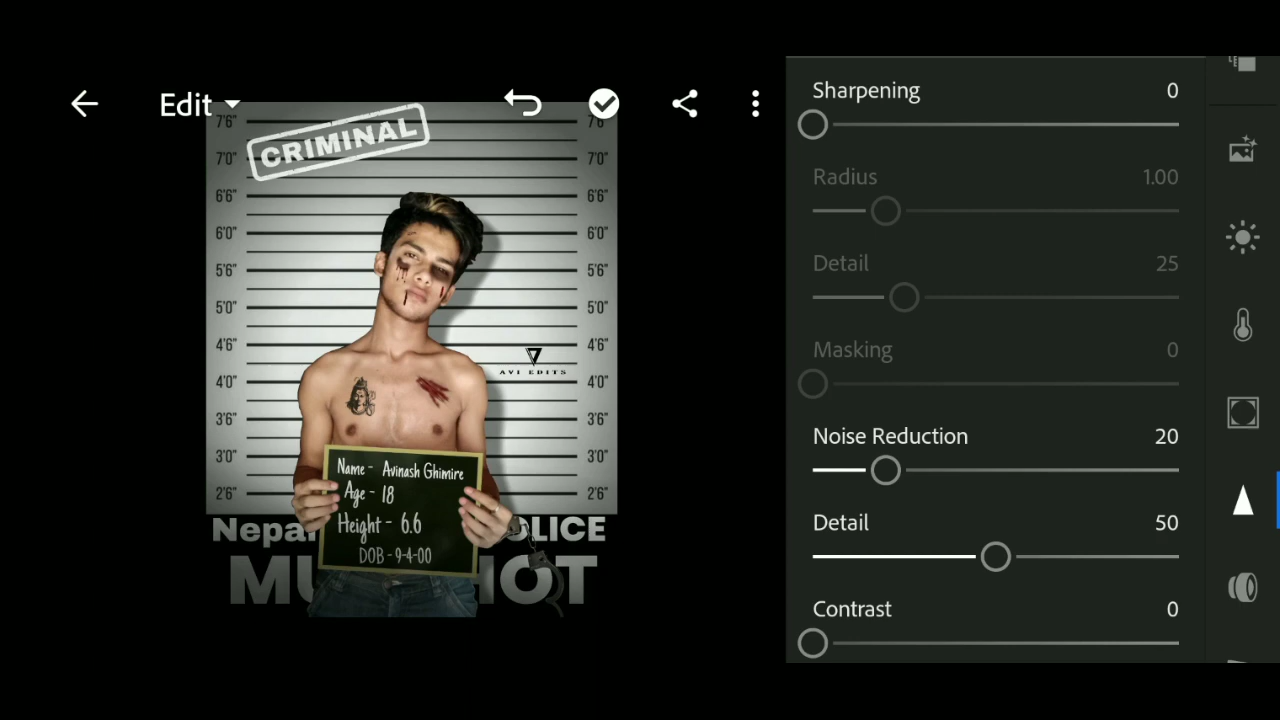 Edit
CRIMINAL
7'6" 7'6"
7'0" 7'0"
6'6" 6'6"
6'0" 6'0"
5'6" 5'6"
5'0" 5'0"
4'6" 4'6"
4'0" 4'0"
3'6" 3'6"
3'0" 3'0"
2'6" 2'6"
AVI EDITS
Name - Avinash Ghimire
Age - 18
Height - 6.6
DOB - 9-4-00
Nepal POLICE
MUGSHOT
Sharpening 0
Radius 1.00
Detail 25
Masking 0
Noise Reduction 20
Detail 50
Contrast 0